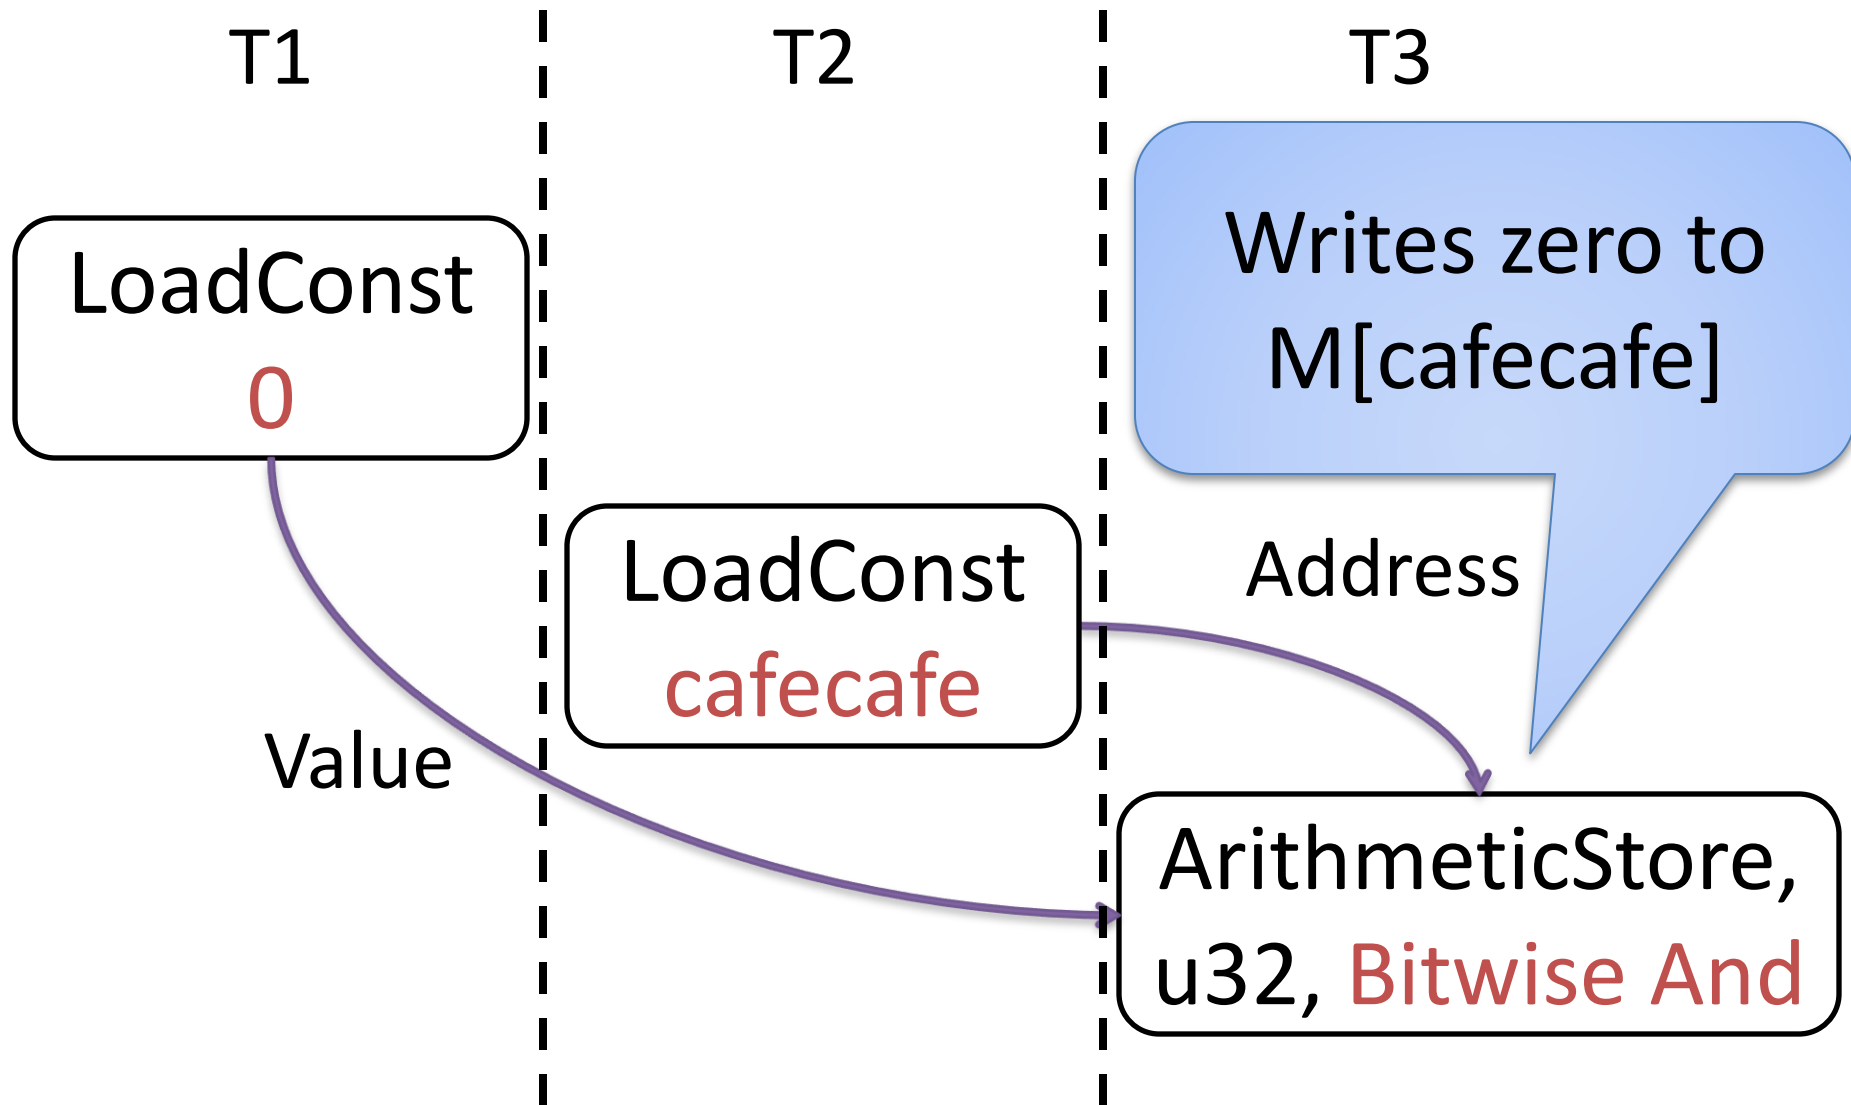 T1
T2
T3
LoadConst
0
Writes zero to
M[cafecafe]
LoadConst
cafecafe
Address
Value
ArithmeticStore,
u32, Bitwise And